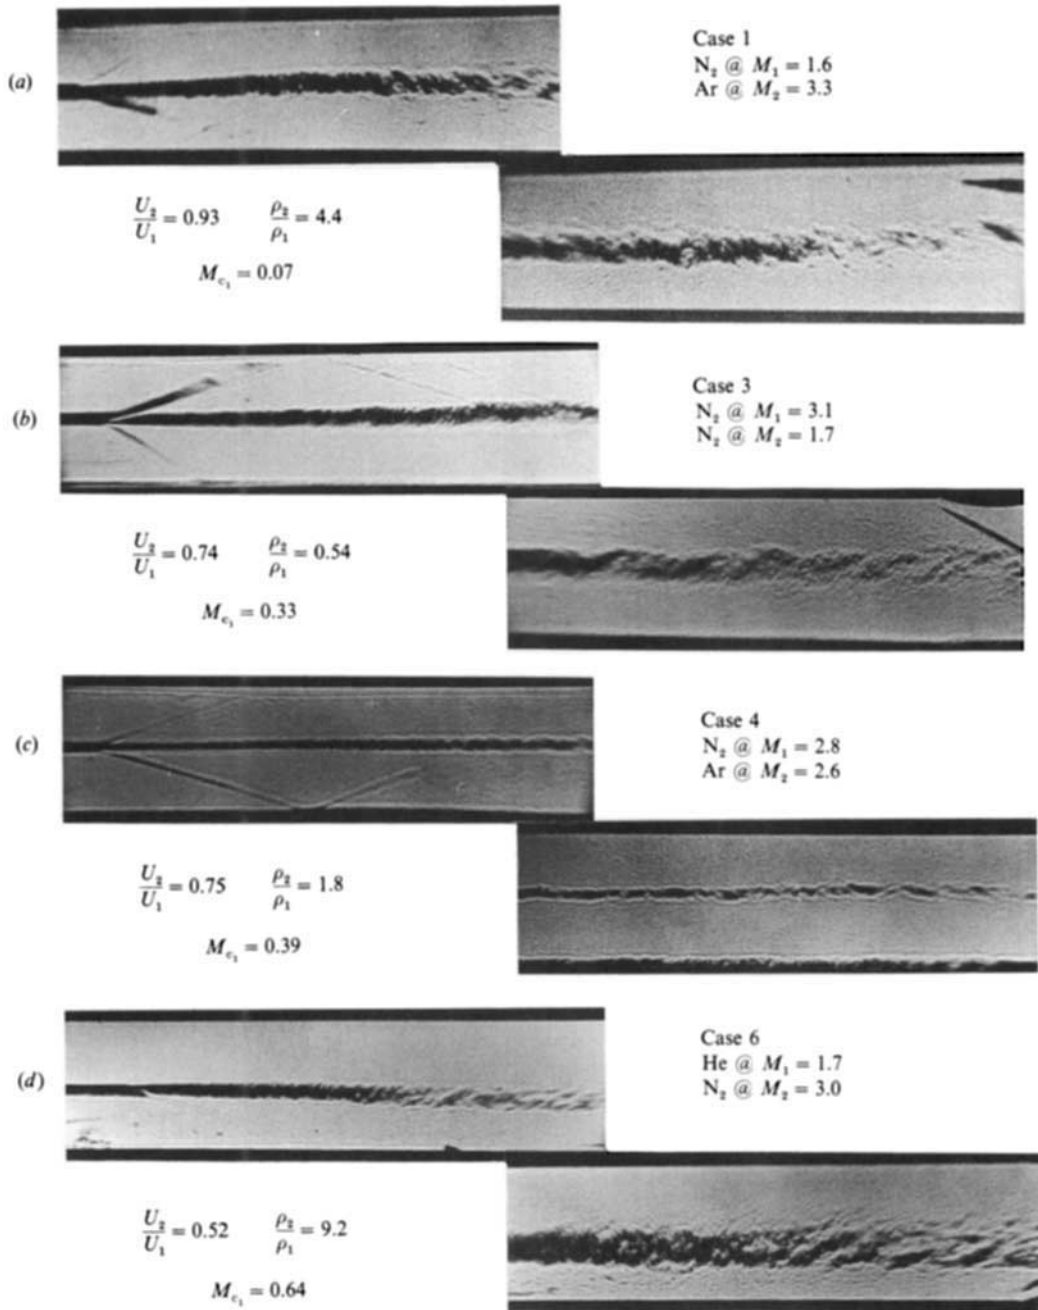 (a)
Case 1
N₂ @ M₁ = 1.6
Ar @ M₂ = 3.3
U₂/U₁ = 0.93 ρ₂/ρ₁ = 4.4
M꜀₁ = 0.07
(b)
Case 3
N₂ @ M₁ = 3.1
N₂ @ M₂ = 1.7
U₂/U₁ = 0.74 ρ₂/ρ₁ = 0.54
M꜀₁ = 0.33
(c)
Case 4
N₂ @ M₁ = 2.8
Ar @ M₂ = 2.6
U₂/U₁ = 0.75 ρ₂/ρ₁ = 1.8
M꜀₁ = 0.39
(d)
Case 6
He @ M₁ = 1.7
N₂ @ M₂ = 3.0
U₂/U₁ = 0.52 ρ₂/ρ₁ = 9.2
M꜀₁ = 0.64